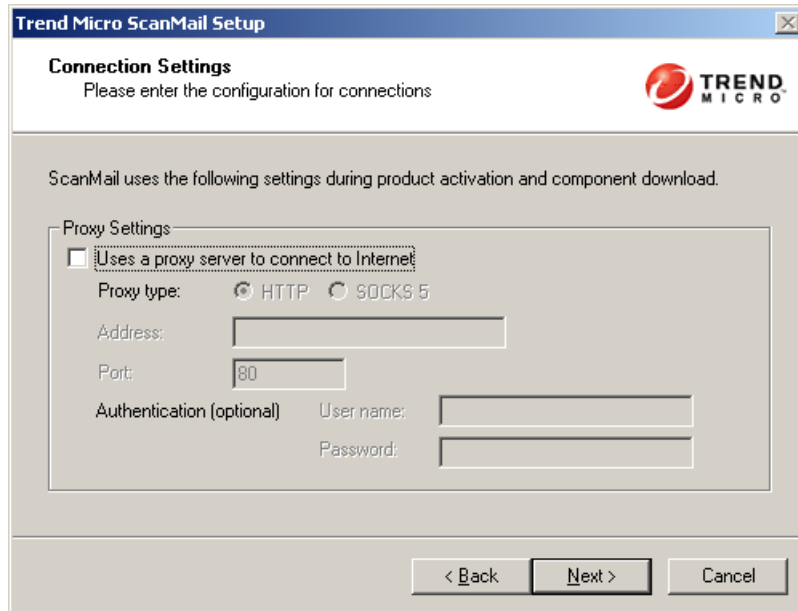 Trend Micro ScanMail Setup
Connection Settings
Please enter the configuration for connections
TREND
MICRO
ScanMail uses the following settings during product activation and component download.
Proxy Settings
Uses a proxy server to connect to Internet
Proxy type: HTTP SOCKS 5
Address:
Port: 80
Authentication (optional) User name:
Password:
< Back Next > Cancel